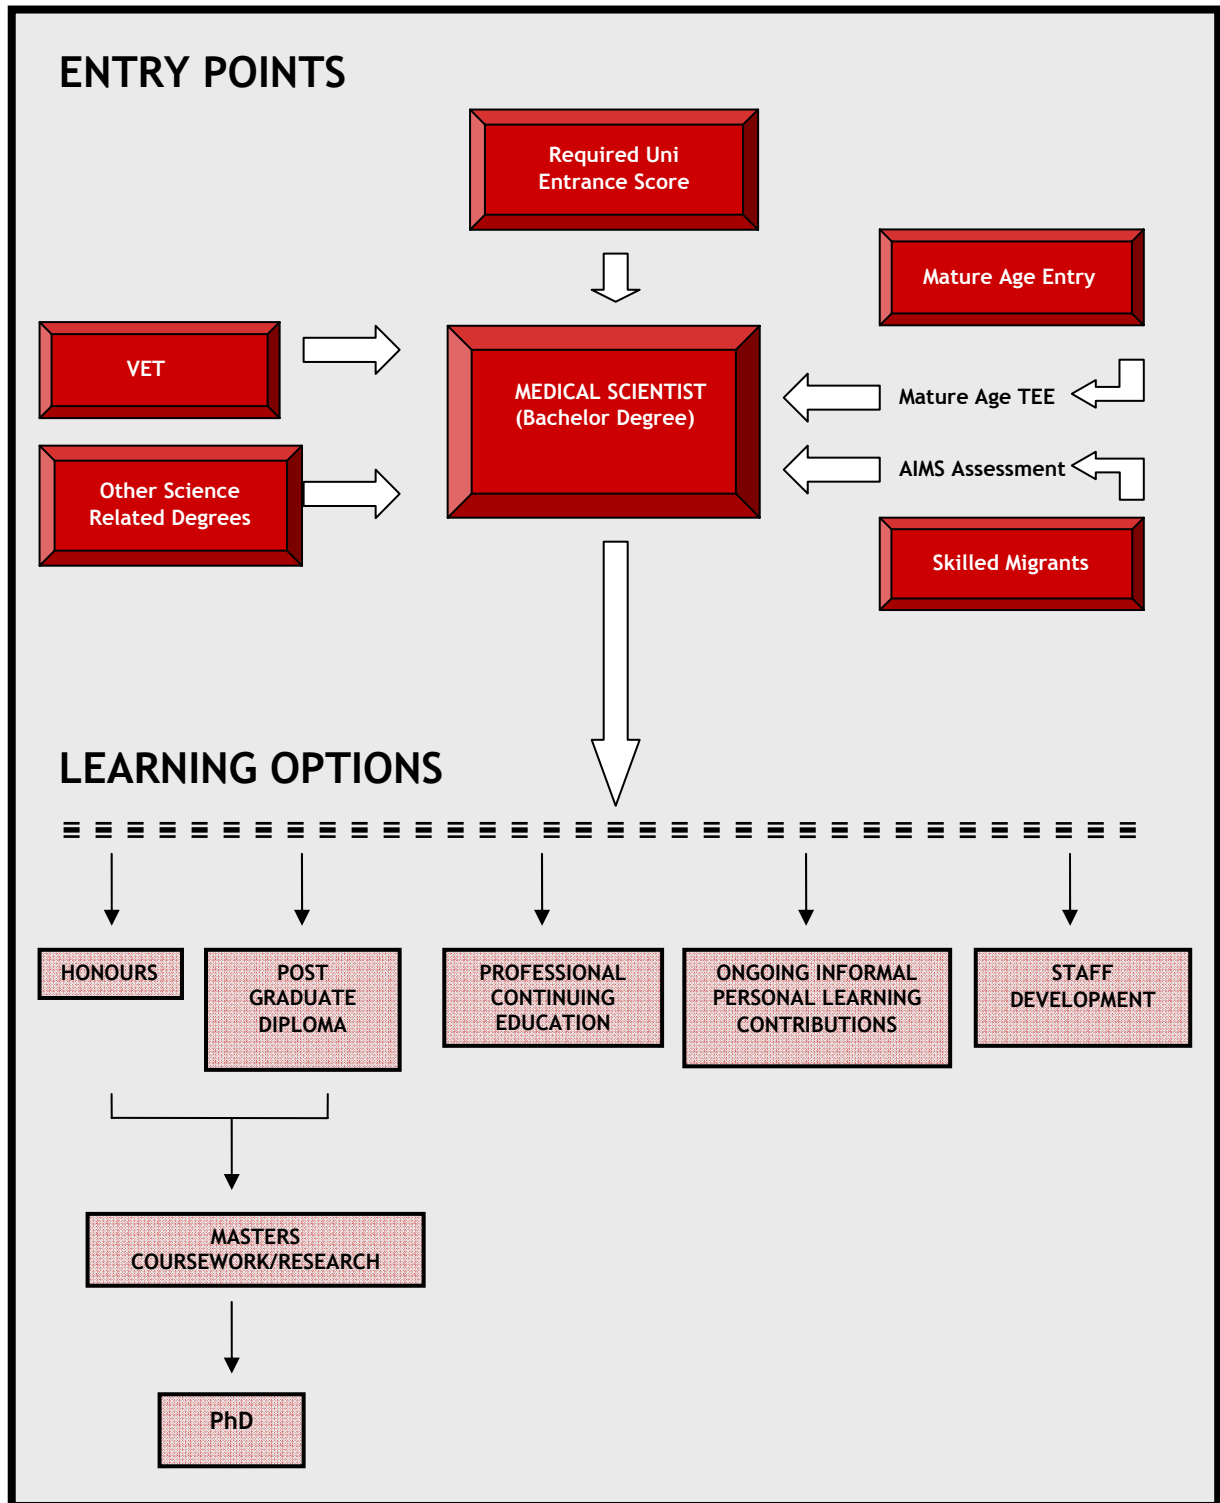 ENTRY POINTS
Required Uni
Entrance Score
Mature Age Entry
VET
MEDICAL SCIENTIST
(Bachelor Degree)
Mature Age TEE
AIMS Assessment
Other Science
Related Degrees
Skilled Migrants
LEARNING OPTIONS
HONOURS
POST
GRADUATE
DIPLOMA
PROFESSIONAL
CONTINUING
EDUCATION
ONGOING INFORMAL
PERSONAL LEARNING
CONTRIBUTIONS
STAFF
DEVELOPMENT
MASTERS
COURSEWORK/RESEARCH
PhD